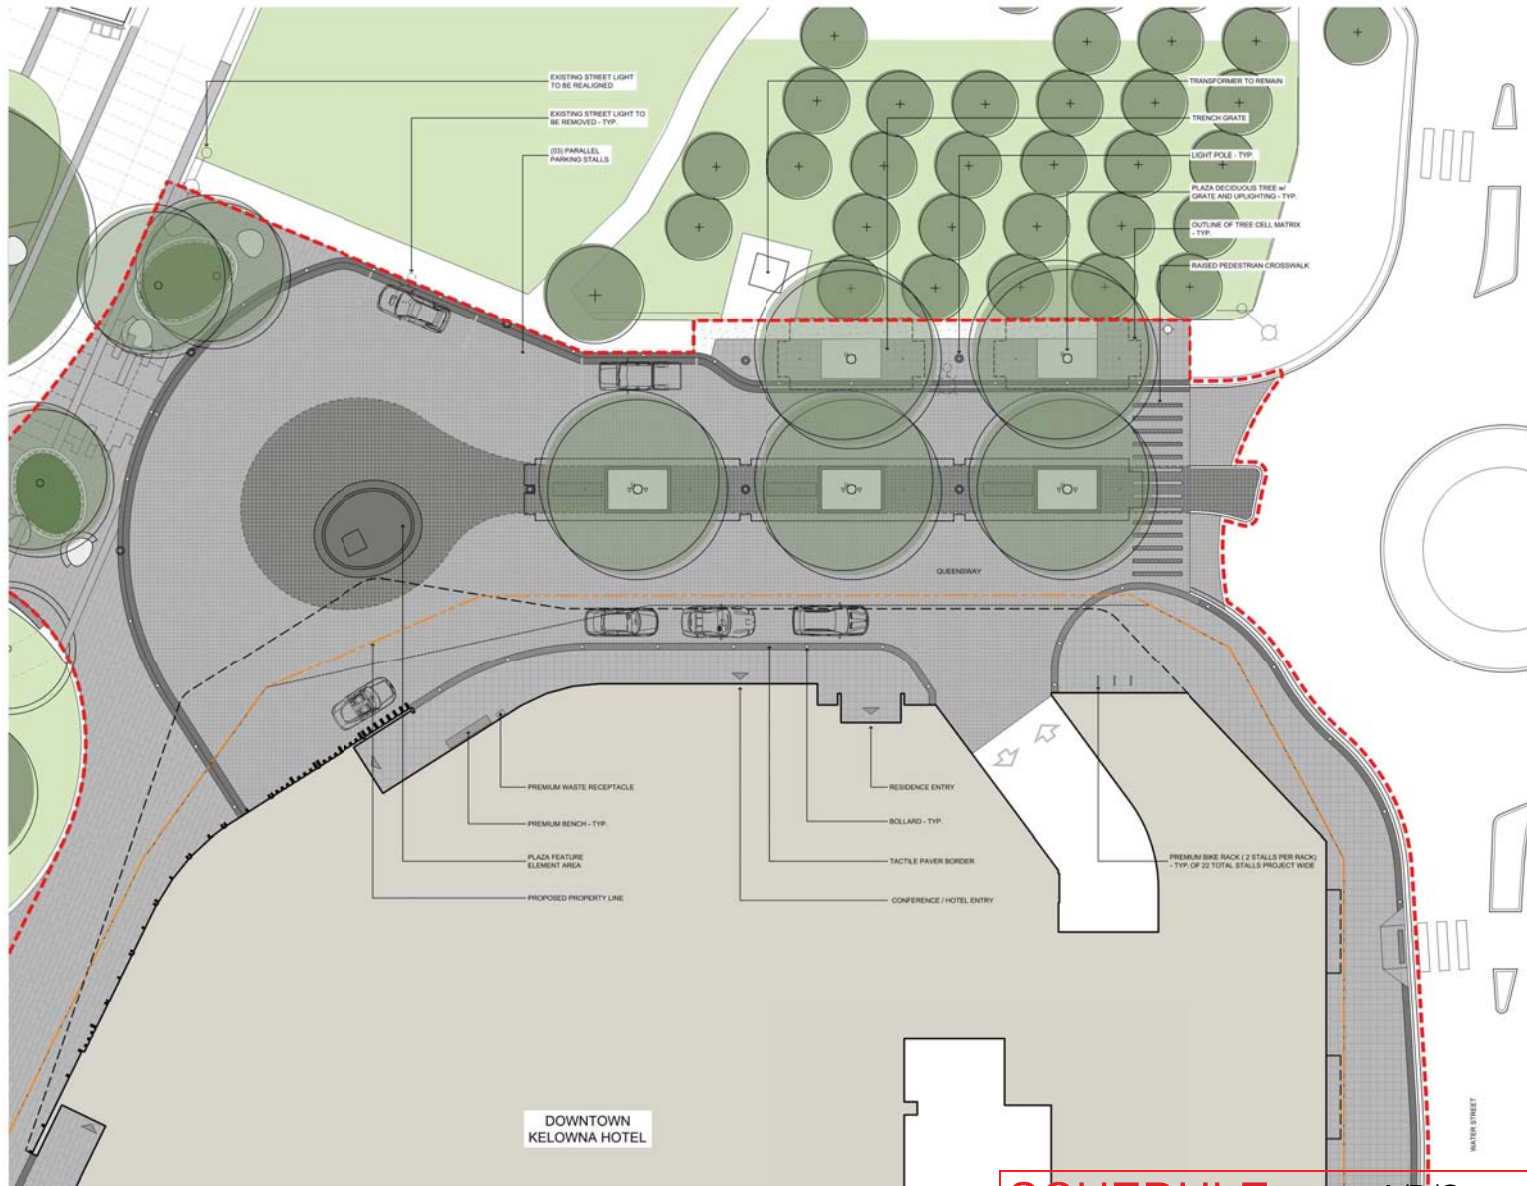 EXISTING STREET LIGHT
TO BE REALIGNED
EXISTING STREET LIGHT TO
BE REMOVED - TYP.
(03) PARALLEL
PARKING STALLS
TRANSFORMER TO REMAIN
TRENCH GRATE
LIGHT POLE - TYP.
PLAZA DECIDUOUS TREE w/
GRATE AND UPLIGHTING - TYP.
OUTLINE OF TREE CELL MATRIX
- TYP.
RAISED PEDESTRIAN CROSSWALK
QUEENSWAY
PREMIUM WASTE RECEPTACLE
PREMIUM BENCH - TYP.
PLAZA FEATURE
ELEMENT AREA
PROPOSED PROPERTY LINE
RESIDENCE ENTRY
BOLLARD - TYP.
TACTILE PAVER BORDER
CONFERENCE / HOTEL ENTRY
PREMIUM BIKE RACK ( 2 STALLS PER RACK)
- TYP. OF 22 TOTAL STALLS PROJECT WIDE
DOWNTOWN
KELOWNA HOTEL
WATER STREET